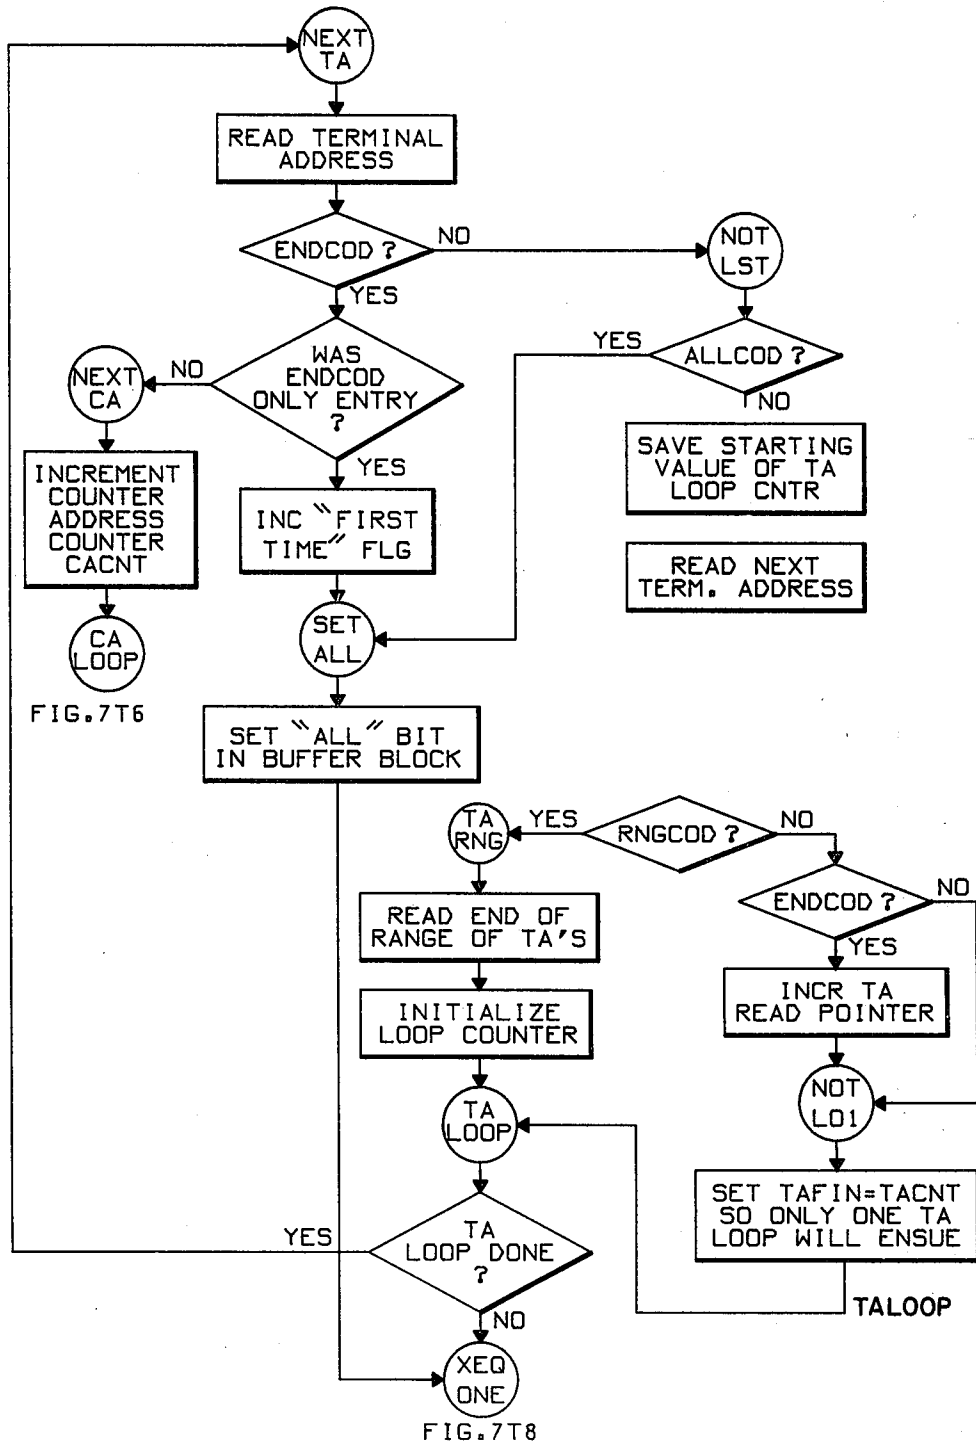 NEXT
TA
READ TERMINAL
ADDRESS
ENDCOD ?
NO
NOT
LST
YES
YES
ALLCOD ?
NO
WAS
ENDCOD
ONLY ENTRY
?
NO
NEXT
CA
YES
INCREMENT
COUNTER
ADDRESS
COUNTER
CACNT
INC "FIRST
TIME" FLG
SAVE STARTING
VALUE OF TA
LOOP CNTR
READ NEXT
TERM. ADDRESS
SET
ALL
CA
LOOP
FIG.7T6
SET "ALL" BIT
IN BUFFER BLOCK
TA
RNG
YES
RNGCOD ?
NO
ENDCOD ?
NO
YES
READ END OF
RANGE OF TA'S
INCR TA
READ POINTER
INITIALIZE
LOOP COUNTER
NOT
LO1
TA
LOOP
SET TAFIN=TACNT
SO ONLY ONE TA
LOOP WILL ENSUE
YES
TA
LOOP DONE
?
TALOOP
NO
XEQ
ONE
FIG.7T8